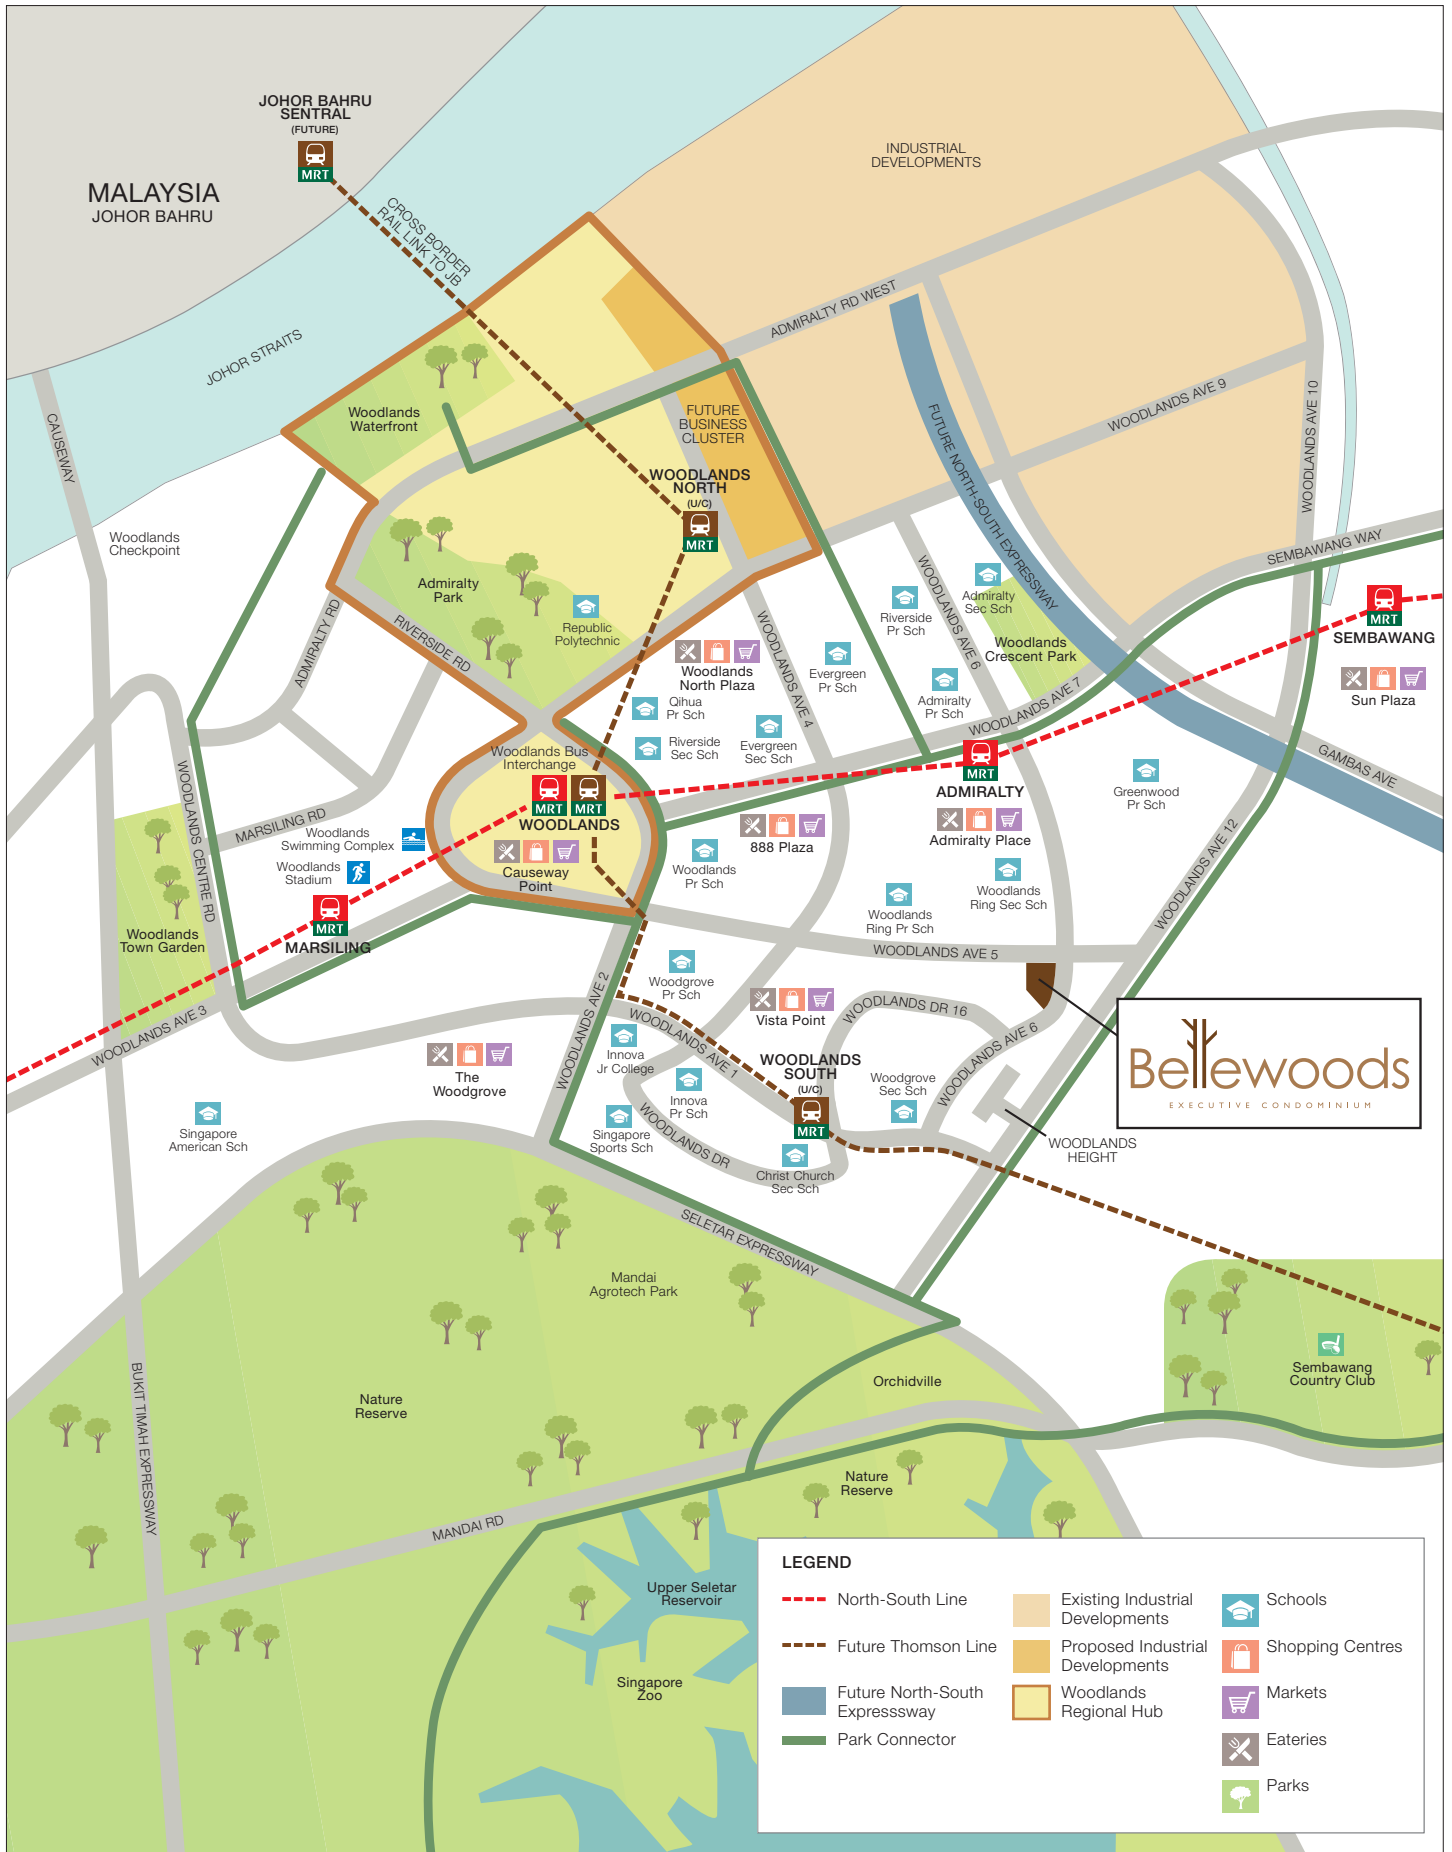 JOHOR BAHRU
SENTRAL
(FUTURE)
MRT
MALAYSIA
JOHOR BAHRU
CROSS BORDER
RAIL LINK TO JB
INDUSTRIAL
DEVELOPMENTS
JOHOR STRAITS
ADMIRALTY RD WEST
CAUSEWAY
Woodlands
Waterfront
FUTURE
BUSINESS
CLUSTER
FUTURE NORTH-SOUTH EXPRESSWAY
WOODLANDS AVE 9
WOODLANDS AVE 10
WOODLANDS
NORTH
(U/C)
MRT
Woodlands
Checkpoint
SEMBAWANG WAY
Admiralty
Park
ADMIRALTY RD
RIVERSIDE RD
Republic
Polytechnic
Riverside
Pr Sch
WOODLANDS AVE 6
Admiralty
Sec Sch
Woodlands
Crescent Park
MRT
SEMBAWANG
Sun Plaza
Woodlands
North Plaza
WOODLANDS AVE 4
Evergreen
Pr Sch
Admiralty
Pr Sch
WOODLANDS AVE 7
Qihua
Pr Sch
Riverside
Sec Sch
Evergreen
Sec Sch
GAMBAS AVE
Woodlands Bus
Interchange
MRT
MRT
WOODLANDS
Causeway
Point
MRT
ADMIRALTY
Admiralty Place
Greenwood
Pr Sch
WOODLANDS CENTRE RD
MARSILING RD
Woodlands
Swimming Complex
Woodlands
Stadium
888 Plaza
Woodlands
Pr Sch
WOODLANDS AVE 12
Woodlands
Ring Sec Sch
Woodlands
Ring Pr Sch
Woodlands
Town Garden
MRT
MARSILING
WOODLANDS AVE 5
WOODLANDS AVE 3
WOODLANDS AVE 2
Woodgrove
Pr Sch
Vista Point
WOODLANDS DR 16
WOODLANDS AVE 6
WOODLANDS AVE 1
Innova
Jr College
The
Woodgrove
WOODLANDS
SOUTH
(U/C)
MRT
Woodgrove
Sec Sch
Bellewoods
EXECUTIVE CONDOMINIUM
Innova
Pr Sch
Singapore
American Sch
Singapore
Sports Sch
WOODLANDS DR
Christ Church
Sec Sch
WOODLANDS
HEIGHT
SELETAR EXPRESSWAY
Mandai
Agrotech Park
Nature
Reserve
Orchidville
Sembawang
Country Club
BUKIT TIMAH EXPRESSWAY
MANDAI RD
Nature
Reserve
Upper Seletar
Reservoir
Singapore
Zoo
LEGEND
North-South Line
Future Thomson Line
Future North-South
Expresssway
Park Connector
Existing Industrial
Developments
Proposed Industrial
Developments
Woodlands
Regional Hub
Schools
Shopping Centres
Markets
Eateries
Parks